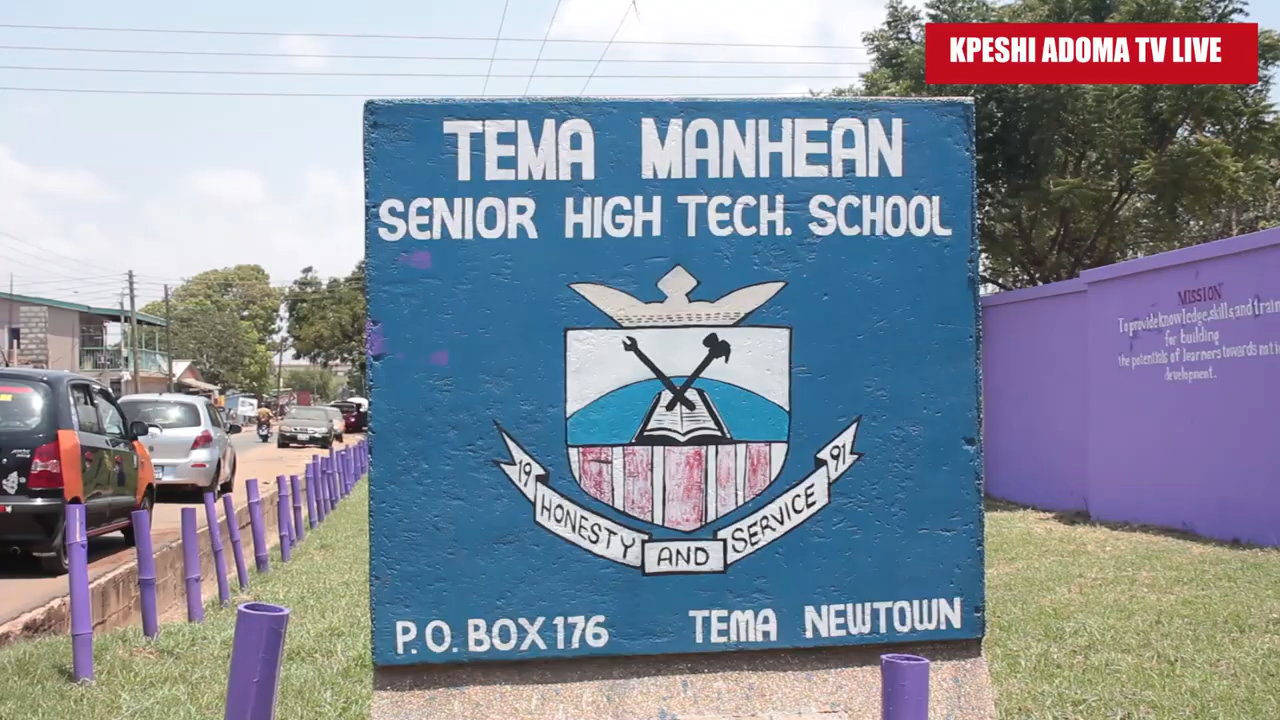 KPESHI ADOMA TV LIVE
TEMA MANHEAN
SENIOR HIGH TECH. SCHOOL
19 91
HONESTY AND SERVICE
P.O. BOX 176 TEMA NEWTOWN
MISSION
To provide knowledge, skills, and train
for building
the potentials of learners towards nati
development.